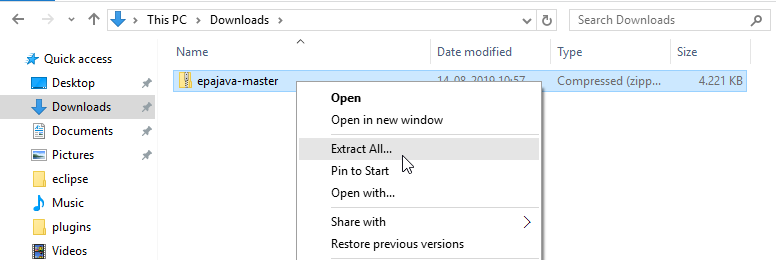 This PC > Downloads >
Search Downloads
Name
Date modified
Type
Size
Quick access
Desktop
Downloads
Documents
Pictures
eclipse
Music
plugins
Videos
epajava-master
14-08-2019 10:57
Compressed (zipp...
4.221 KB
Open
Open in new window
Extract All...
Pin to Start
Open with...
Share with
Restore previous versions